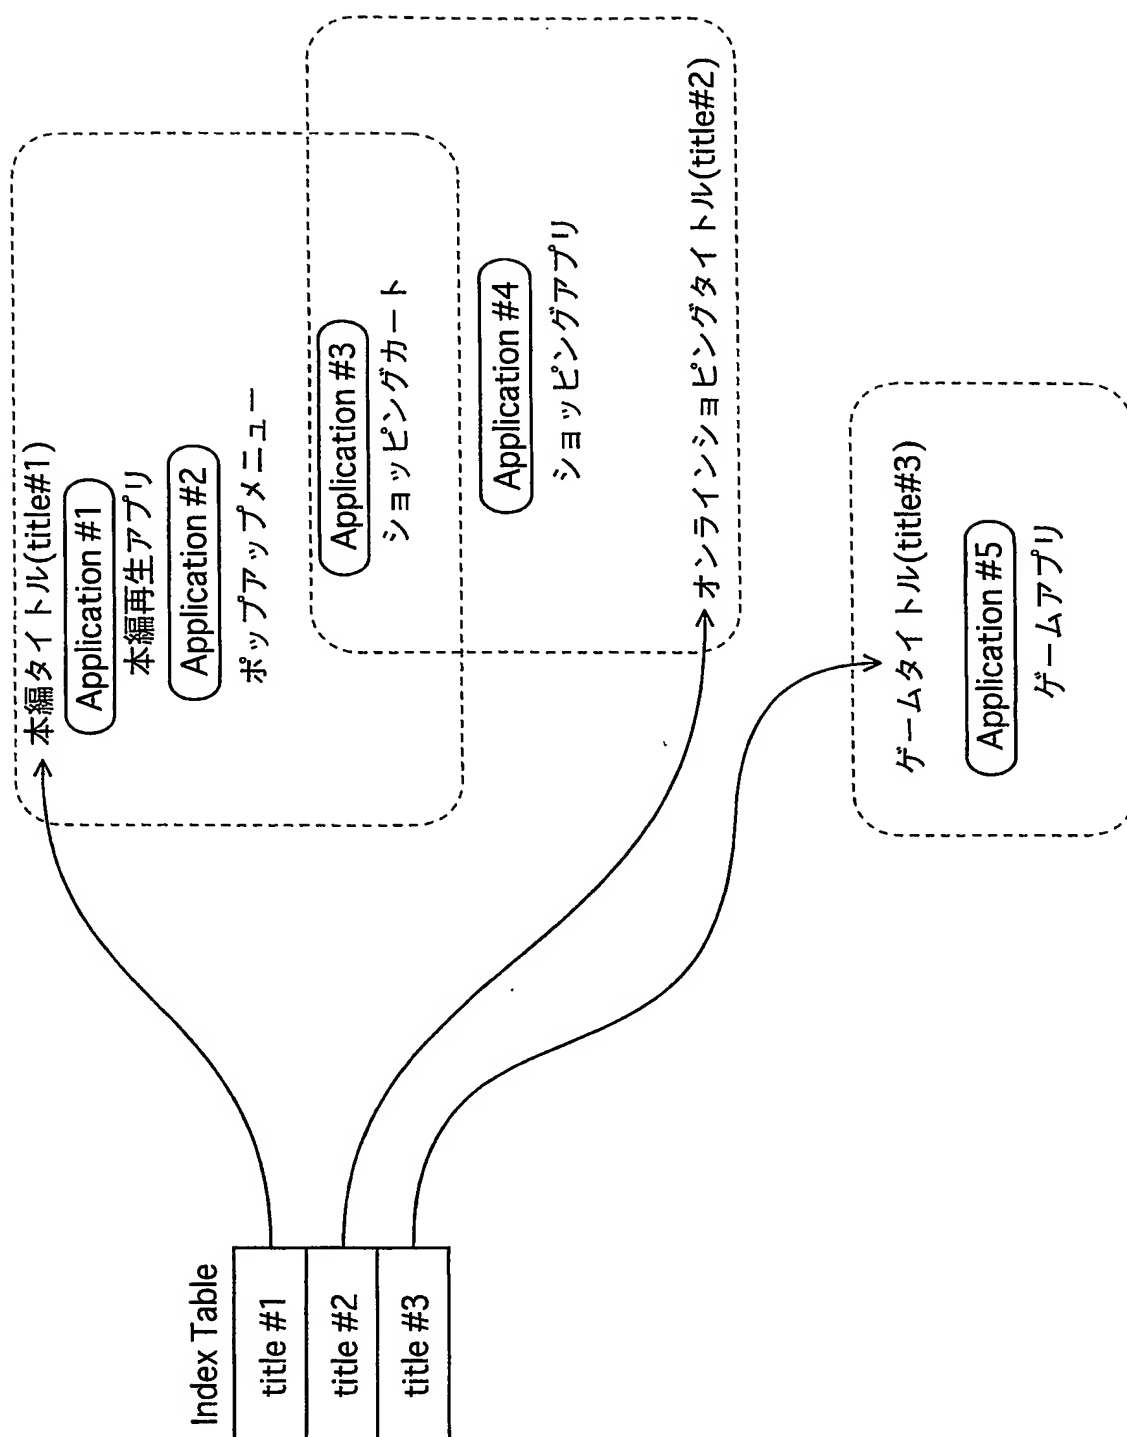 Index Table
title #1
title #2
title #3
本編タイトル(title#1)
Application #1
本編再生アプリ
Application #2
ポップアップメニュー
Application #3
ショッピングカート
Application #4
ショッピングアプリ
オンラインショピングタイトル(title#2)
ゲームタイトル(title#3)
Application #5
ゲームアプリ